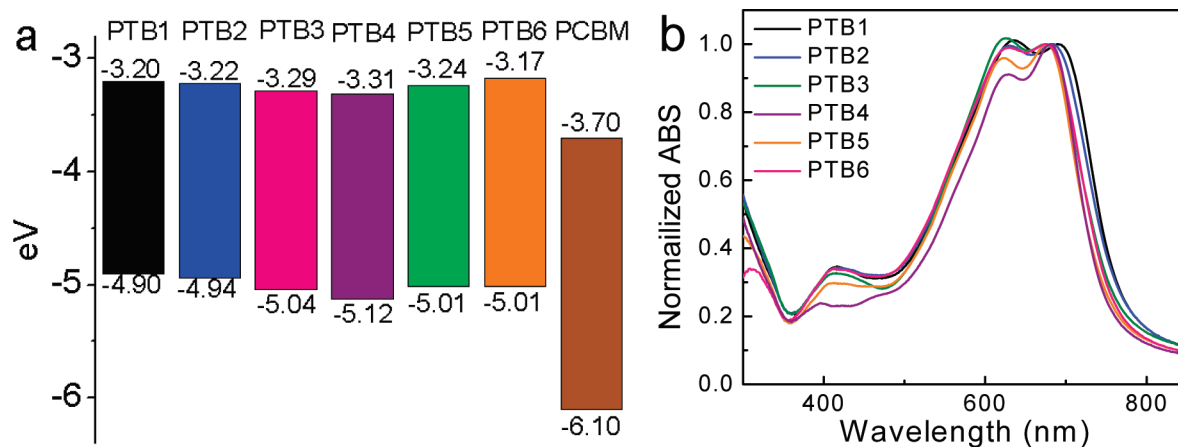 a
PTB1 PTB2 PTB3 PTB4 PTB5 PTB6 PCBM
eV
-3
-4
-5
-6
-3.20 -3.22 -3.29 -3.31 -3.24 -3.17 -3.70
-4.90 -4.94 -5.04 -5.12 -5.01 -5.01 -6.10
b
Normailized ABS
1.0
0.8
0.6
0.4
0.2
0.0
PTB1
PTB2
PTB3
PTB4
PTB5
PTB6
400 600 800
Wavelength (nm)